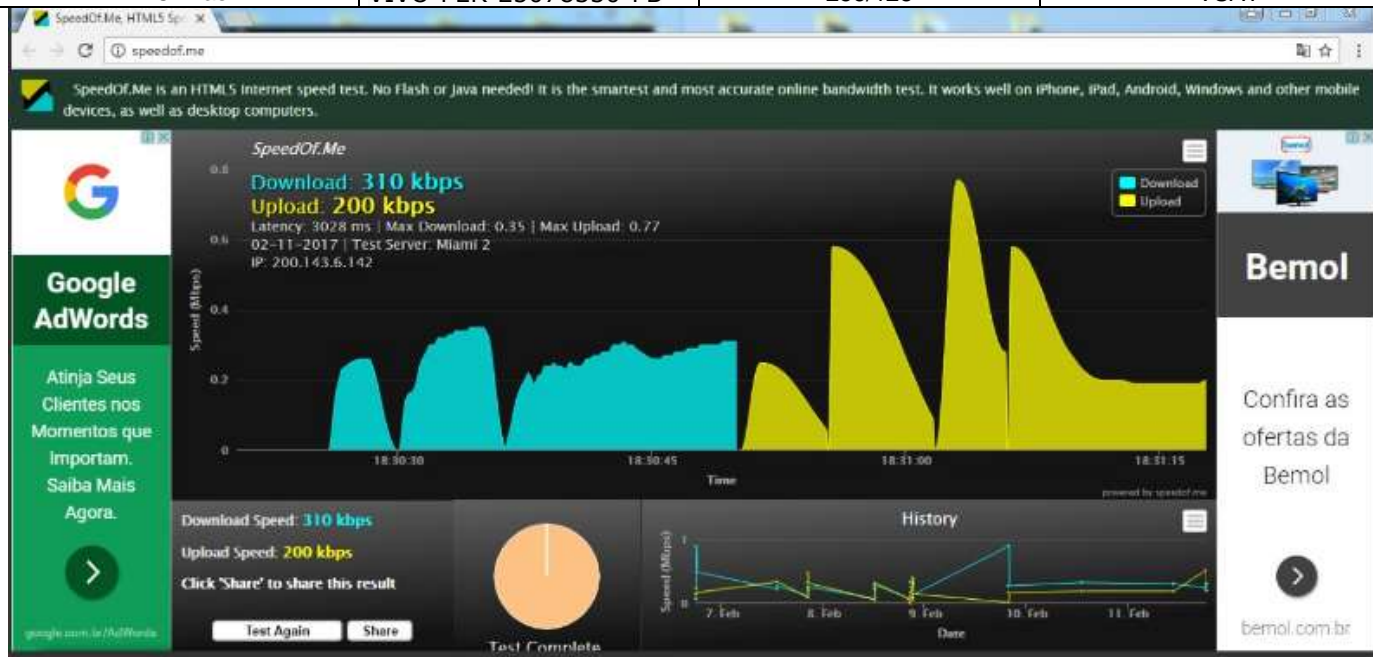 SpeedOf.Me, HTML5 Sp
speedof.me
SpeedOf.Me is an HTML5 Internet speed test. No Flash or Java needed! It is the smartest and most accurate online bandwidth test. It works well on iPhone, iPad, Android, Windows and other mobile
devices, as well as desktop computers.
Google
AdWords
Atinja Seus
Clientes nos
Momentos que
Importam.
Saiba Mais
Agora.
google.com.br/AdWords
SpeedOf.Me
Download: 310 kbps
Upload: 200 kbps
Latency: 3028 ms | Max Download: 0.35 | Max Upload: 0.77
02-11-2017 | Test Server: Miami 2
IP: 200.143.6.142
Download
Upload
Speed (Mbps)
0.8
0.6
0.4
0.2
0
18:30:30
18:30:45
18:31:00
18:31:15
Time
powered by speedof.me
Download Speed: 310 kbps
Upload Speed: 200 kbps
Click 'Share' to share this result
Test Again
Share
Test Complete
History
Speed (Mbps)
1
0
7. Feb
8. Feb
9. Feb
10. Feb
11. Feb
Date
bemol
Bemol
Confira as
ofertas da
Bemol
bemol.com.br